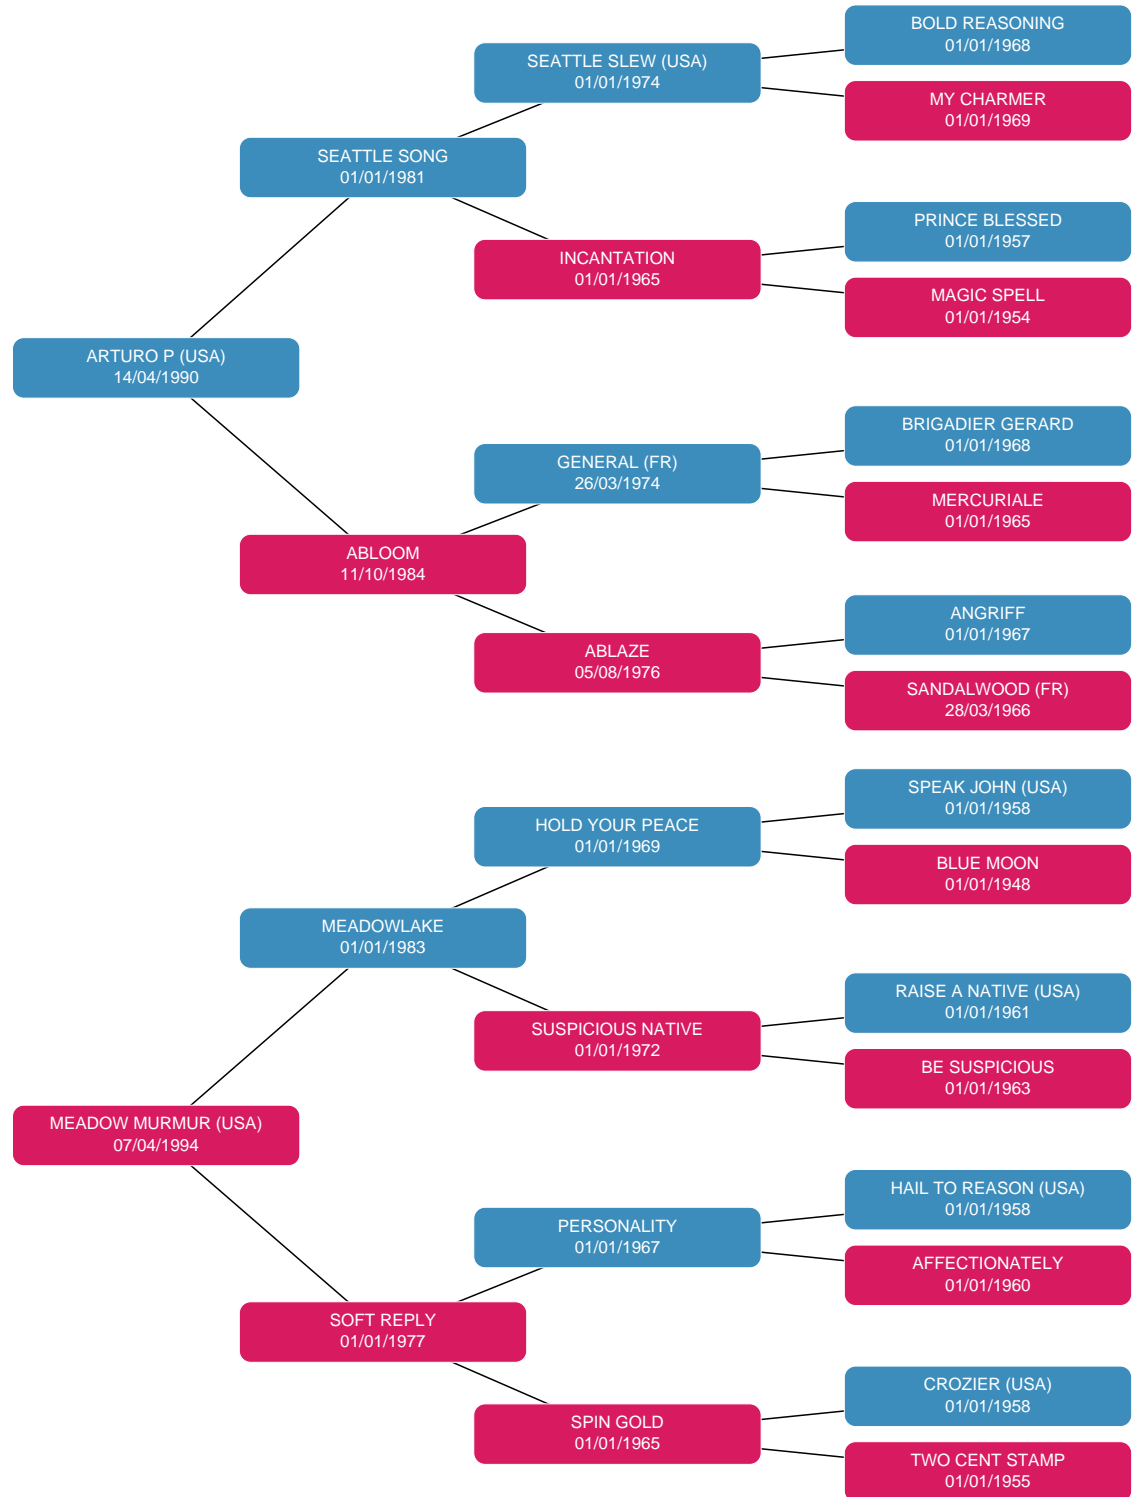 BOLD REASONING
01/01/1968
SEATTLE SLEW (USA)
01/01/1974
MY CHARMER
01/01/1969
SEATTLE SONG
01/01/1981
PRINCE BLESSED
01/01/1957
INCANTATION
01/01/1965
MAGIC SPELL
01/01/1954
ARTURO P (USA)
14/04/1990
BRIGADIER GERARD
01/01/1968
GENERAL (FR)
26/03/1974
MERCURIALE
01/01/1965
ABLOOM
11/10/1984
ANGRIFF
01/01/1967
ABLAZE
05/08/1976
SANDALWOOD (FR)
28/03/1966
SPEAK JOHN (USA)
01/01/1958
HOLD YOUR PEACE
01/01/1969
BLUE MOON
01/01/1948
MEADOWLAKE
01/01/1983
RAISE A NATIVE (USA)
01/01/1961
SUSPICIOUS NATIVE
01/01/1972
BE SUSPICIOUS
01/01/1963
MEADOW MURMUR (USA)
07/04/1994
HAIL TO REASON (USA)
01/01/1958
PERSONALITY
01/01/1967
AFFECTIONATELY
01/01/1960
SOFT REPLY
01/01/1977
CROZIER (USA)
01/01/1958
SPIN GOLD
01/01/1965
TWO CENT STAMP
01/01/1955